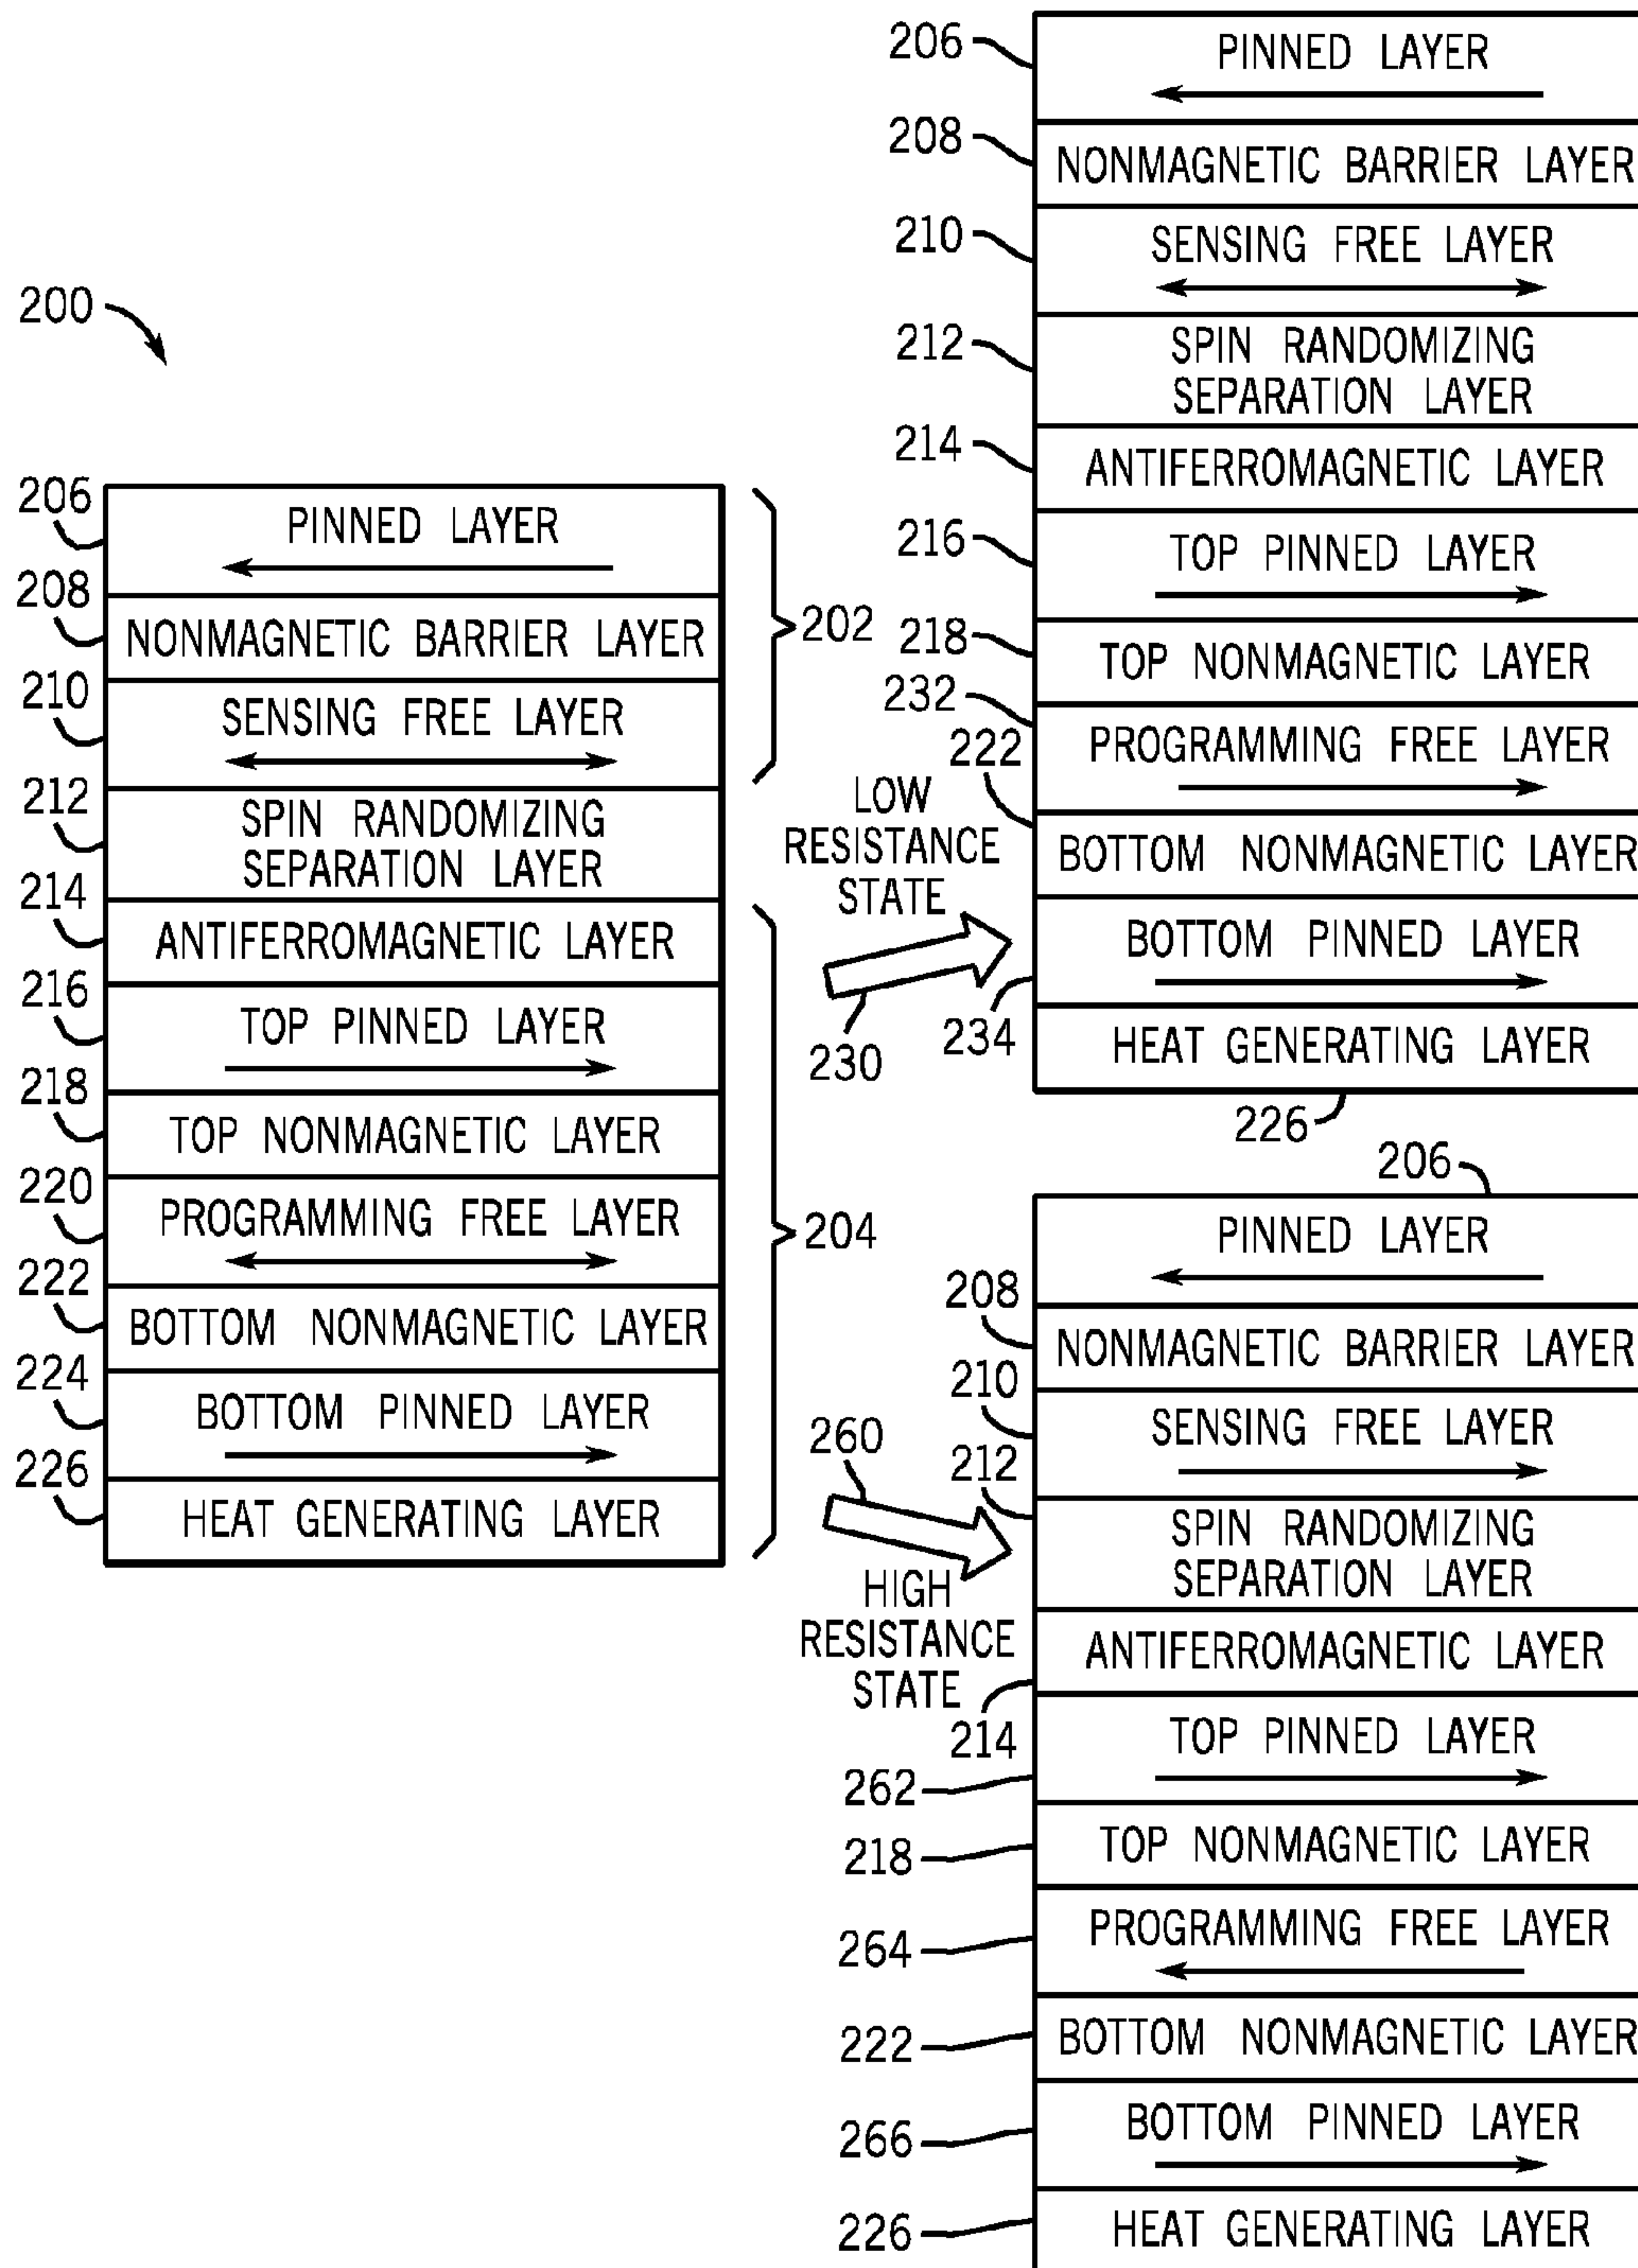 200
206
PINNED LAYER
208
NONMAGNETIC BARRIER LAYER
202
210
SENSING FREE LAYER
212
SPIN RANDOMIZING
SEPARATION LAYER
214
ANTIFERROMAGNETIC LAYER
216
TOP PINNED LAYER
218
TOP NONMAGNETIC LAYER
220
PROGRAMMING FREE LAYER
204
222
BOTTOM NONMAGNETIC LAYER
224
BOTTOM PINNED LAYER
226
HEAT GENERATING LAYER
LOW
RESISTANCE
STATE
230
206
PINNED LAYER
208
NONMAGNETIC BARRIER LAYER
210
SENSING FREE LAYER
212
SPIN RANDOMIZING
SEPARATION LAYER
214
ANTIFERROMAGNETIC LAYER
216
TOP PINNED LAYER
218
TOP NONMAGNETIC LAYER
232
PROGRAMMING FREE LAYER
222
BOTTOM NONMAGNETIC LAYER
BOTTOM PINNED LAYER
234
HEAT GENERATING LAYER
226
260
HIGH
RESISTANCE
STATE
206
PINNED LAYER
208
NONMAGNETIC BARRIER LAYER
210
SENSING FREE LAYER
212
SPIN RANDOMIZING
SEPARATION LAYER
ANTIFERROMAGNETIC LAYER
214
TOP PINNED LAYER
262
218
TOP NONMAGNETIC LAYER
264
PROGRAMMING FREE LAYER
222
BOTTOM NONMAGNETIC LAYER
266
BOTTOM PINNED LAYER
226
HEAT GENERATING LAYER